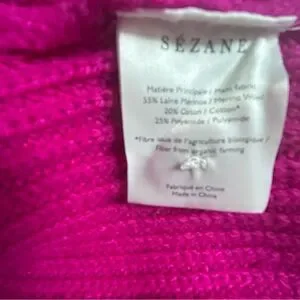 SÉZANE
Matière Principale / Main fabric
55% Laine Mérinos / Merino Wool
20% Coton / Cotton*
25% Polyamide / Polyamide
*Fibre issue de l'agriculture biologique /
Fiber from organic farming
Fabriqué en Chine
Made in China